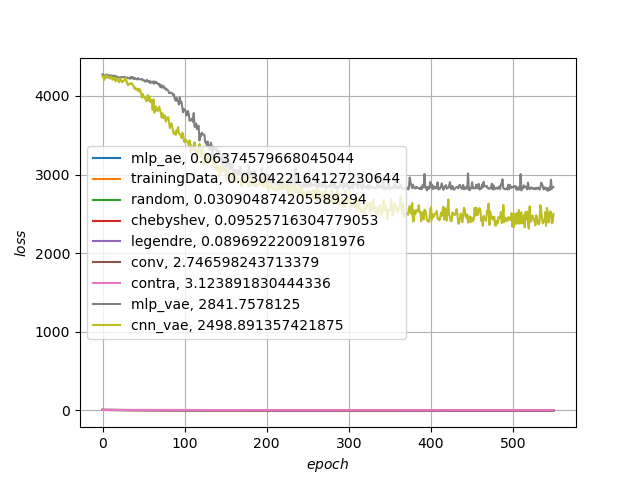 4000
3000
2000
1000
0
loss
mlp_ae, 0.06374579668045044
trainingData, 0.030422164127230644
random, 0.030904874205589294
chebyshev, 0.09525716304779053
legendre, 0.08969222009181976
conv, 2.746598243713379
contra, 3.123891830444336
mlp_vae, 2841.7578125
cnn_vae, 2498.891357421875
0 100 200 300 400 500
epoch